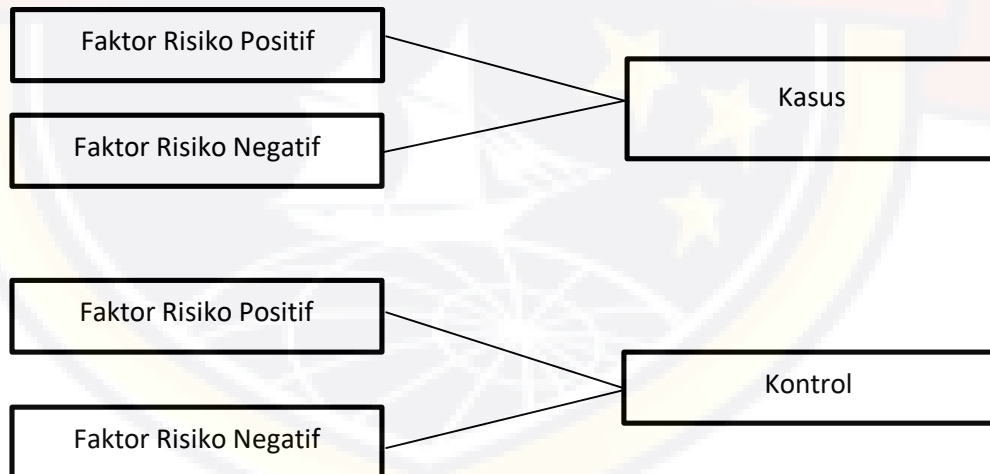 Faktor Risiko Positif
Kasus
Faktor Risiko Negatif
Faktor Risiko Positif
Kontrol
Faktor Risiko Negatif